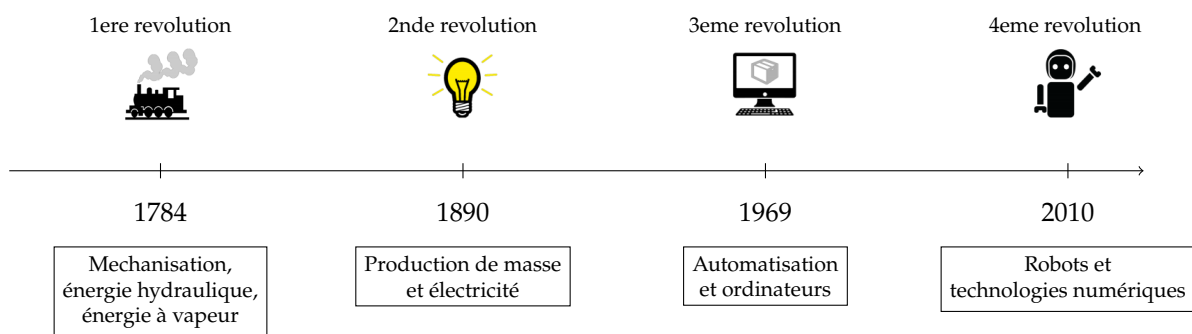 1ere revolution
2nde revolution
3eme revolution
4eme revolution
1784
1890
1969
2010
Mechanisation,
énergie hydraulique,
énergie à vapeur
Production de masse
et électricité
Automatisation
et ordinateurs
Robots et
technologies numériques